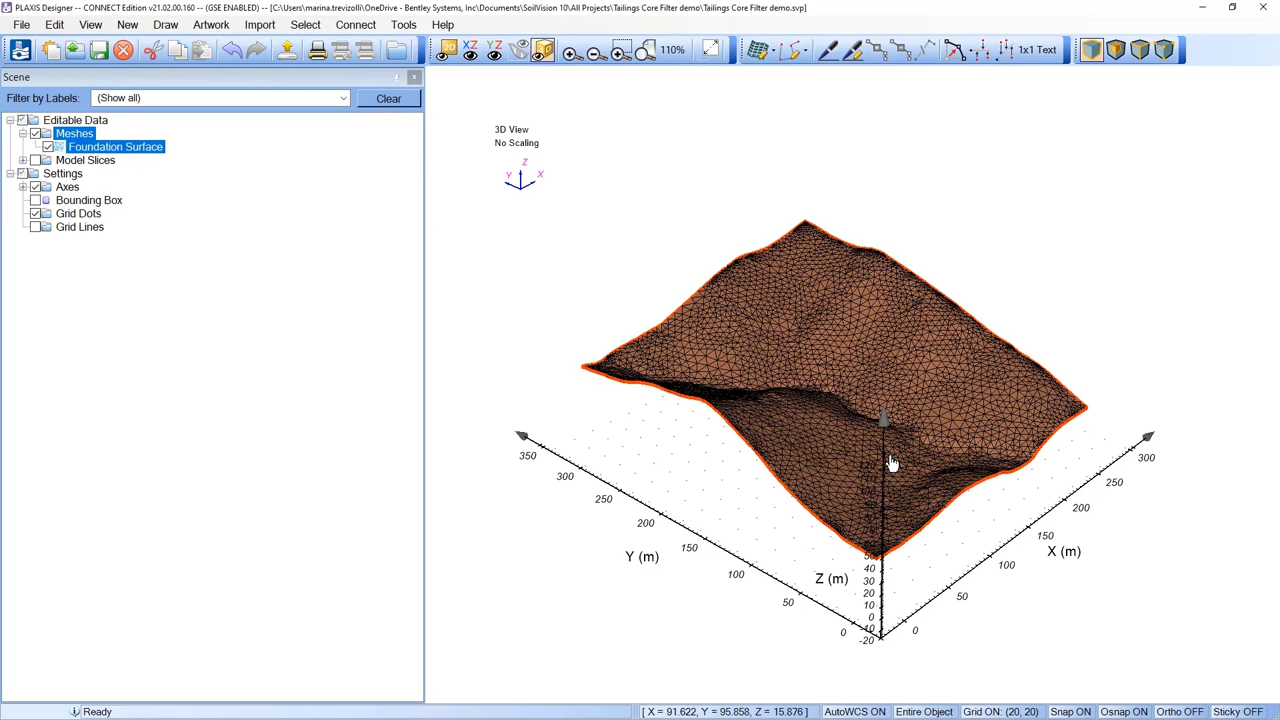 PLAXIS Designer -- CONNECT Edition v21.02.00.160 -- (GSE ENABLED) -- [C:\Users\marina.trevizolli\OneDrive - Bentley Systems, Inc\Documents\SoilVision 10\All Projects\Tailings Core Filter demo\Tailings Core Filter demo.svp]
File Edit View New Draw Artwork Import Select Connect Tools Help
3D XZ YZ 110% 1x1 Text
Scene
Filter by Labels: (Show all) Clear
Editable Data
Meshes
Foundation Surface
Model Slices
Settings
Axes
Bounding Box
Grid Dots
Grid Lines
3D View
No Scaling
Z
Y X
350 300 250 200 150 100 50 0
Y (m)
Z (m)
50
40
30
20
10
0
-10
-20
0 50 100 150 200 250 300
X (m)
Ready [ X = 91.622, Y = 95.858, Z = 15.876 ] AutoWCS ON Entire Object Grid ON: (20, 20) Snap ON Osnap ON Ortho OFF Sticky OFF